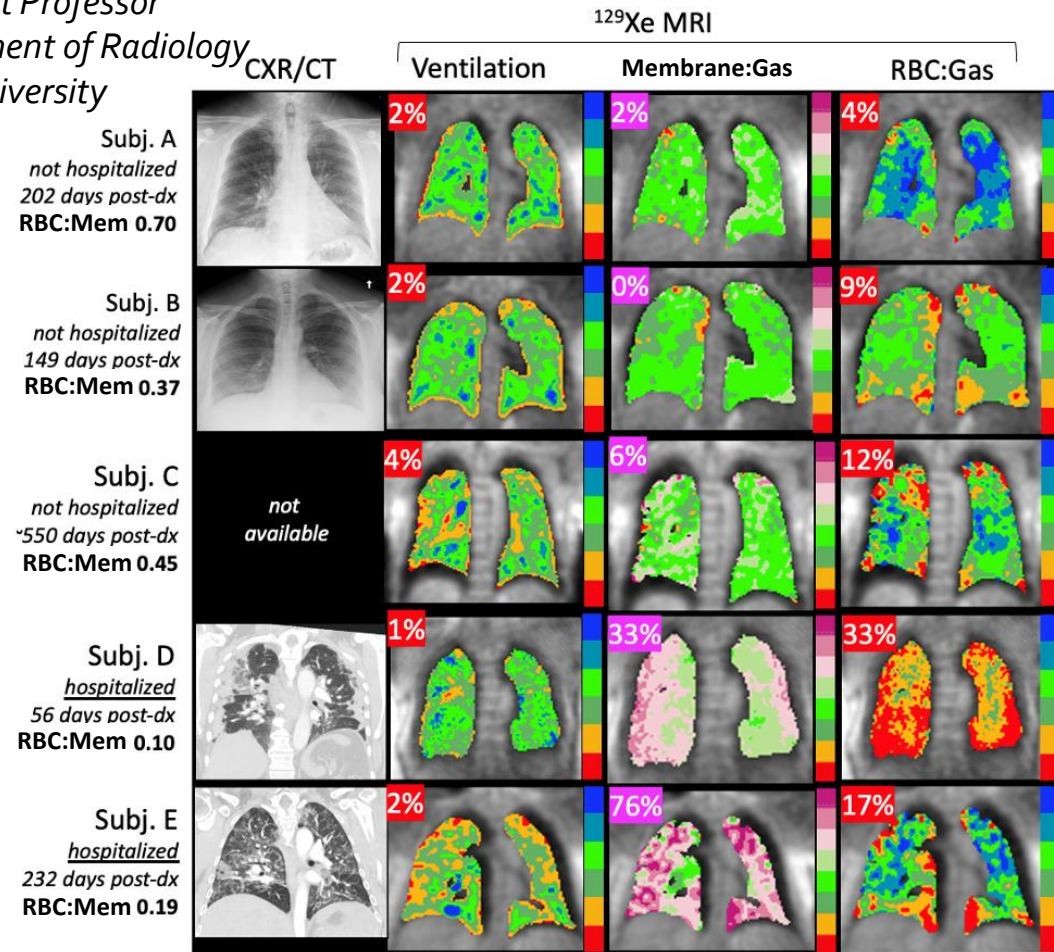 t Professor
ment of Radiology
iversity
¹²⁹Xe MRI
CXR/CT
Ventilation
Membrane:Gas
RBC:Gas
Subj. A
not hospitalized
202 days post-dx
RBC:Mem 0.70
2%
2%
4%
Subj. B
not hospitalized
149 days post-dx
RBC:Mem 0.37
2%
0%
9%
Subj. C
not hospitalized
~550 days post-dx
RBC:Mem 0.45
not
available
4%
6%
12%
Subj. D
hospitalized
56 days post-dx
RBC:Mem 0.10
1%
33%
33%
Subj. E
hospitalized
232 days post-dx
RBC:Mem 0.19
2%
76%
17%